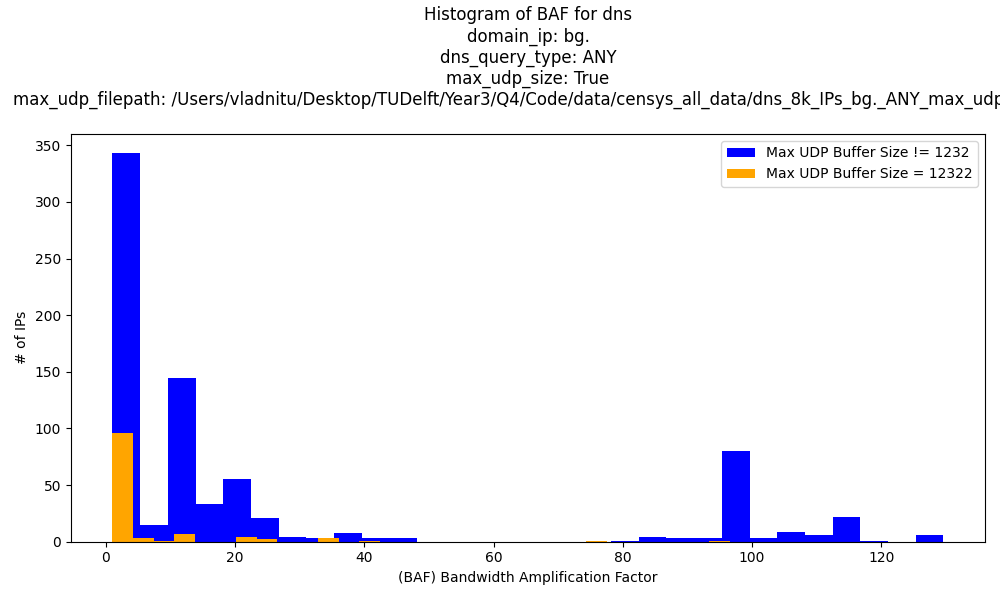 Histogram of BAF for dns
domain_ip: bg.
dns_query_type: ANY
max_udp_size: True
max_udp_filepath: /Users/vladnitu/Desktop/TUDelft/Year3/Q4/Code/data/censys_all_data/dns_8k_IPs_bg._ANY_max_udp
Max UDP Buffer Size != 1232
Max UDP Buffer Size = 12322
# of IPs
350
300
250
200
150
100
50
0
0 20 40 60 80 100 120
(BAF) Bandwidth Amplification Factor